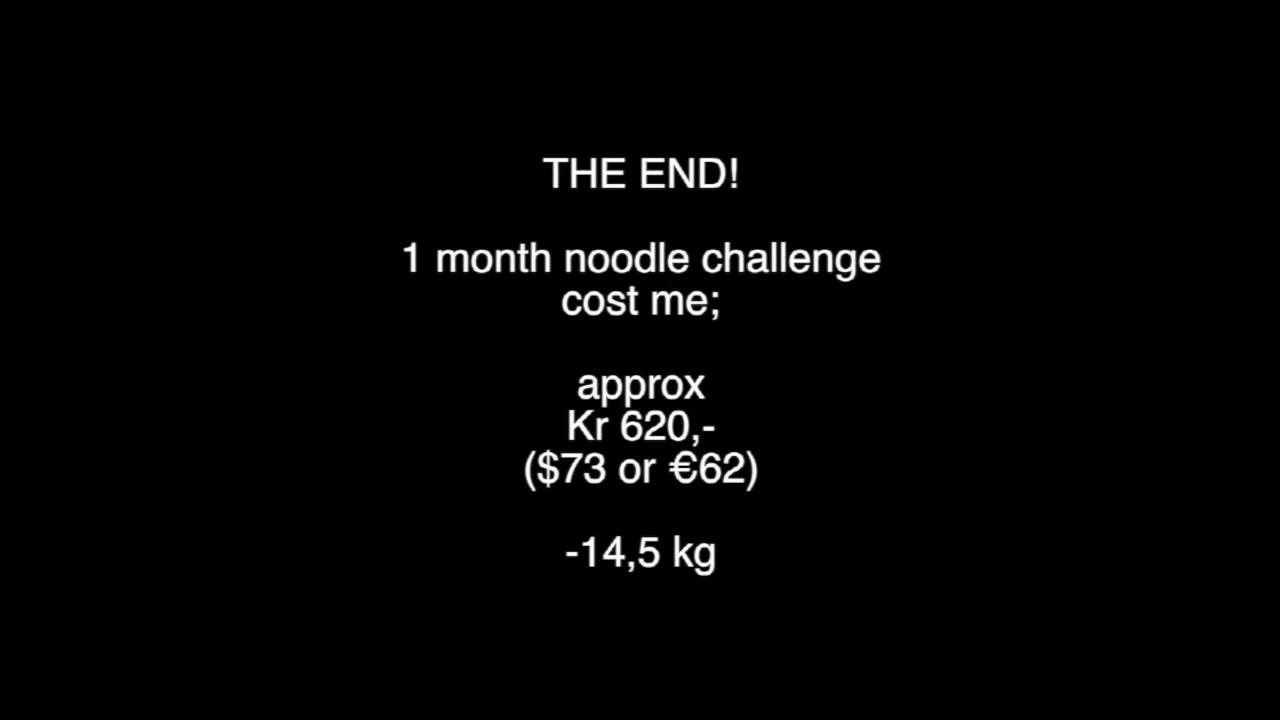 THE END!
1 month noodle challenge
cost me;
approx
Kr 620,-
($73 or €62)
-14,5 kg